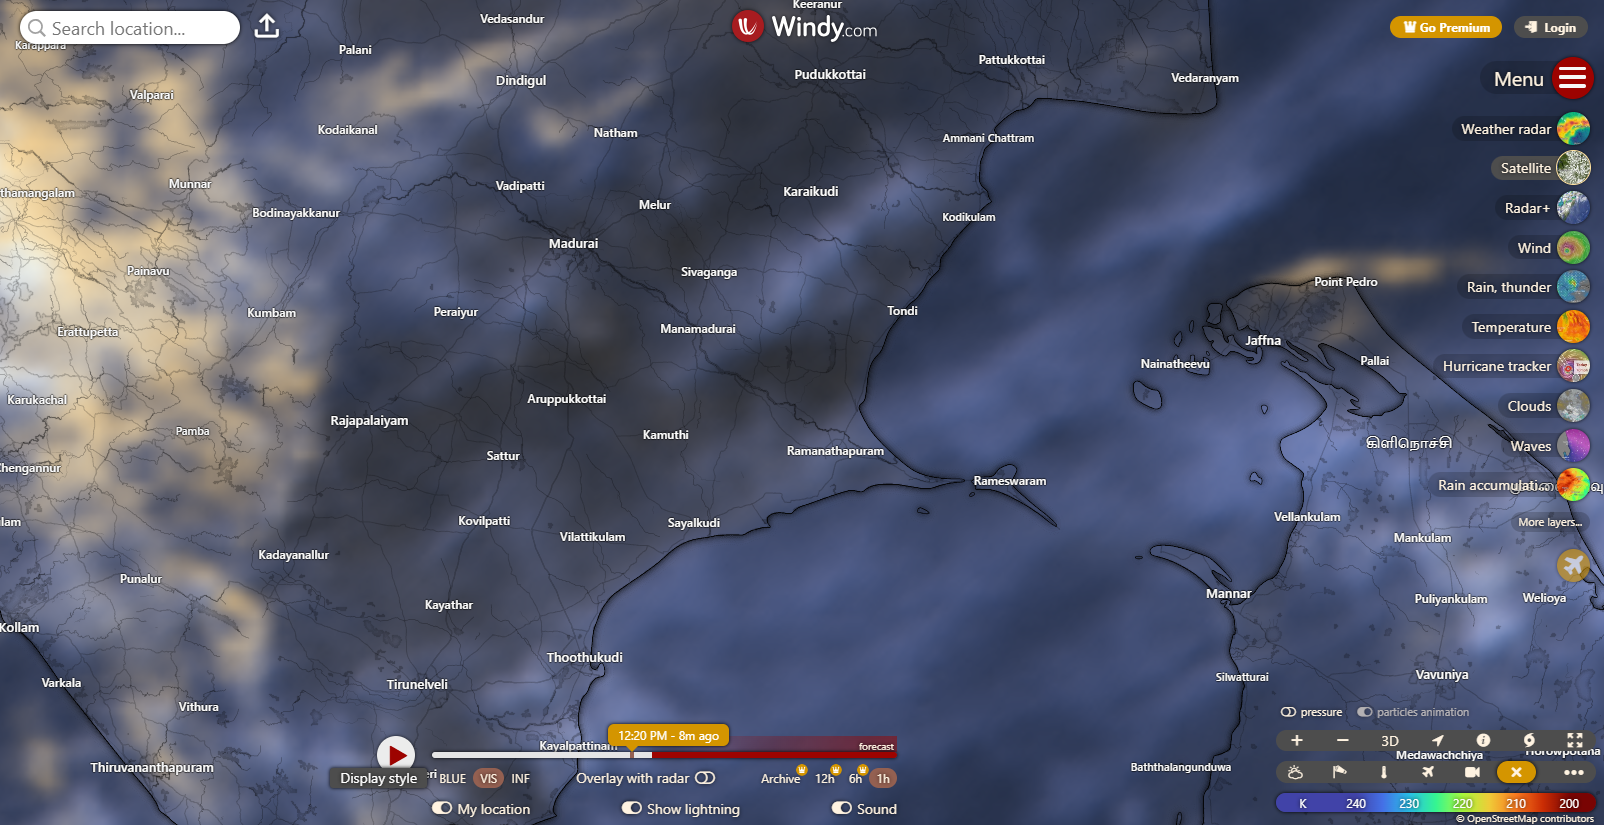 Keeranur
Search location...
Vedasandur
Windy.com
Go Premium
Login
Karappara
Palani
Pattukkottai
Pudukkottai
Dindigul
Vedaranyam
Menu
Valparai
Kodaikanal
Natham
Ammani Chattram
Weather radar
Satellite
thamangalam
Munnar
Vadipatti
Karaikudi
Melur
Bodinayakkanur
Kodikulam
Radar+
Madurai
Wind
Painavu
Sivaganga
Point Pedro
Rain, thunder
Kumbam
Peraiyur
Tondi
Erattupetta
Manamadurai
Temperature
Jaffna
Nainatheevu
Pallai
Hurricane tracker
Karukachal
Aruppukkottai
Clouds
Rajapalaiyam
Pamba
Kamuthi
கிளிநொச்சி
Waves
Sattur
Ramanathapuram
Chengannur
Rameswaram
Rain accumulati...
lam
Kovilpatti
Sayalkudi
Vellankulam
More layers...
Vilattikulam
Mankulam
Kadayanallur
Punalur
Kayathar
Mannar
Puliyankulam
Welioya
Kollam
Thoothukudi
Varkala
Tirunelveli
Silwatturai
Vavuniya
Vithura
pressure
particles animation
12:20 PM - 8m ago
Kayalpattinam
forecast
3D
Medawachchiya
Horowpotana
Thiruvananthapuram
Baththalangunduwa
Display style
eri
BLUE
VIS
INF
Overlay with radar
Archive
12h
6h
1h
My location
Show lightning
Sound
K 240 230 220 210 200
© OpenStreetMap contributors